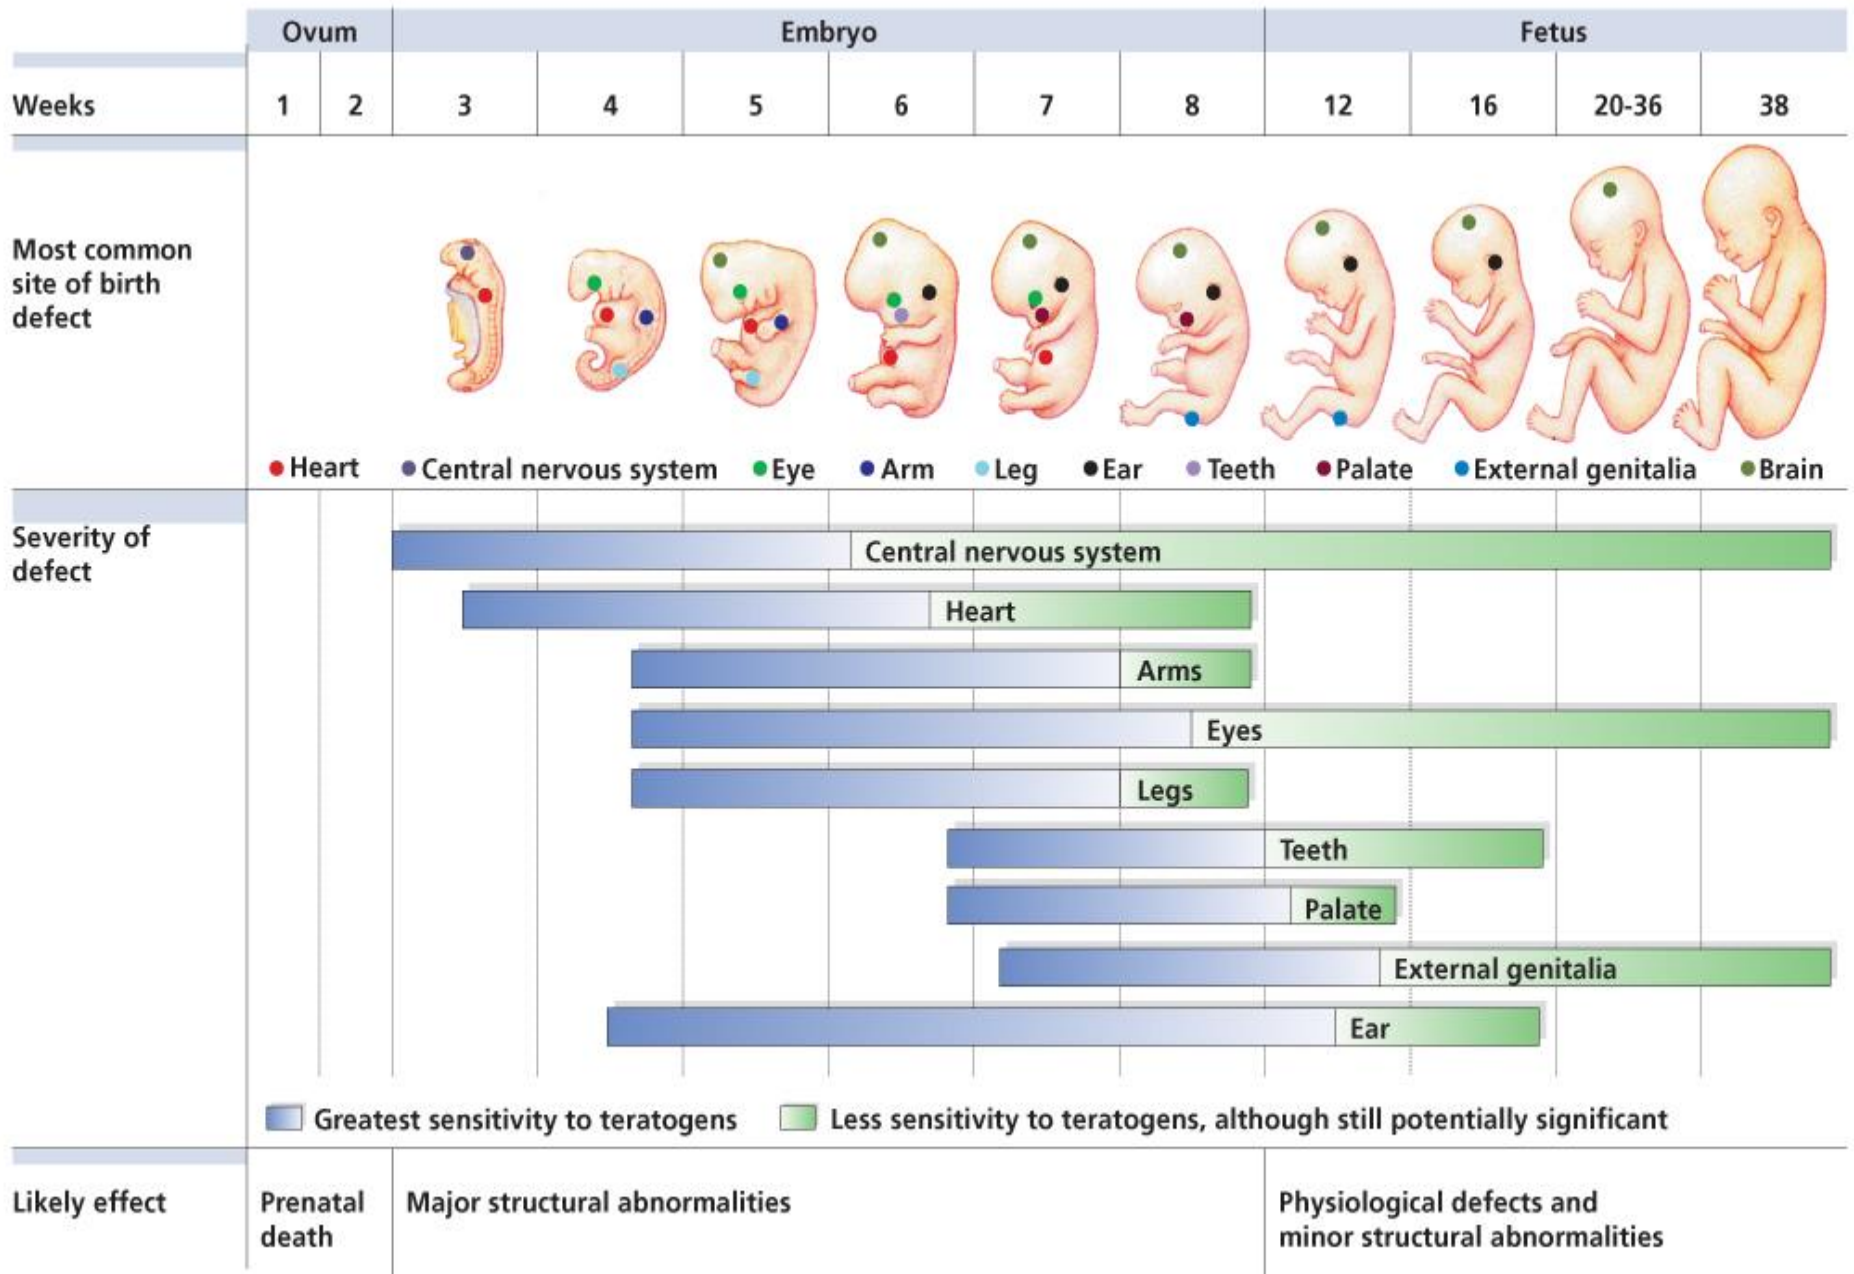 Ovum Embryo Fetus
Weeks 1 2 3 4 5 6 7 8 12 16 20-36 38
Most common
site of birth
defect
Heart Central nervous system Eye Arm Leg Ear Teeth Palate External genitalia Brain
Severity of
defect
Central nervous system
Heart
Arms
Eyes
Legs
Teeth
Palate
External genitalia
Ear
Greatest sensitivity to teratogens Less sensitivity to teratogens, although still potentially significant
Likely effect
Prenatal
death
Major structural abnormalities
Physiological defects and
minor structural abnormalities